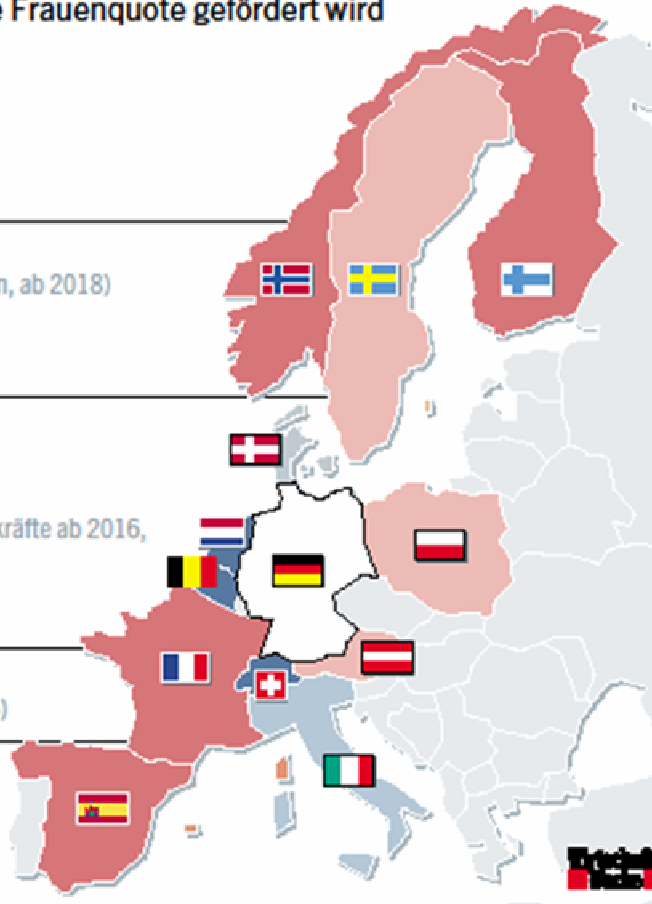 e Frauenquote gefördert wird
n, ab 2018)
kräfte ab 2016,
)